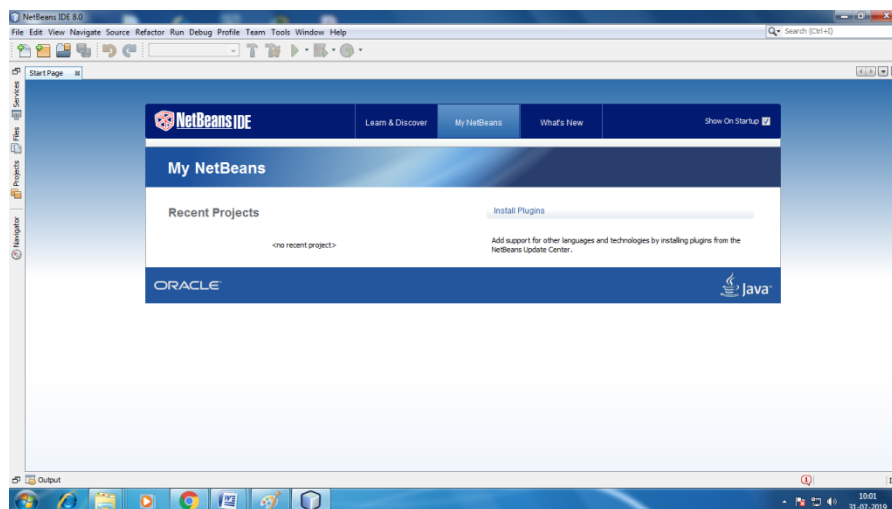 NetBeans IDE 8.0
File Edit View Navigate Source Refactor Run Debug Profile Team Tools Window Help
Search (Ctrl+I)
Start Page
Services
Files
Projects
Navigator
NetBeans IDE
Learn & Discover
My NetBeans
What's New
Show On Startup
My NetBeans
Recent Projects
<no recent project>
Install Plugins
Add support for other languages and technologies by installing plugins from the
NetBeans Update Center.
ORACLE
Java
Output
10:01
31-07-2019